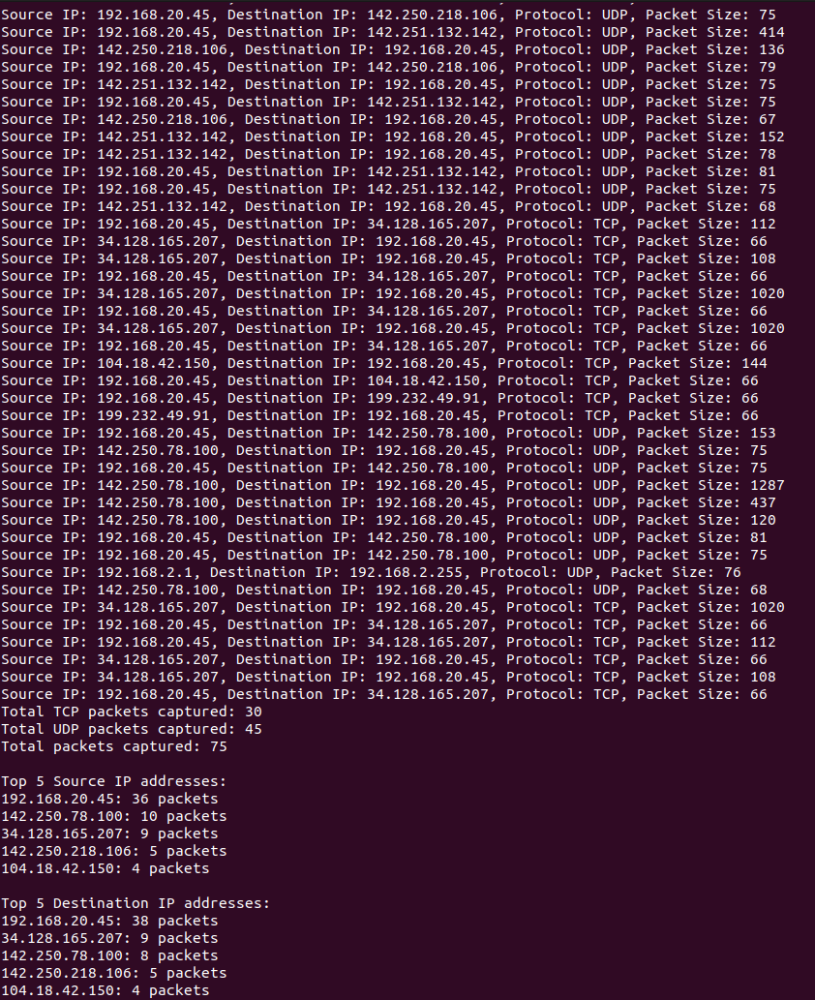 Source IP: 192.168.20.45, Destination IP: 142.250.218.106, Protocol: UDP, Packet Size: 75
Source IP: 192.168.20.45, Destination IP: 142.251.132.142, Protocol: UDP, Packet Size: 414
Source IP: 142.250.218.106, Destination IP: 192.168.20.45, Protocol: UDP, Packet Size: 136
Source IP: 192.168.20.45, Destination IP: 142.250.218.106, Protocol: UDP, Packet Size: 79
Source IP: 142.251.132.142, Destination IP: 192.168.20.45, Protocol: UDP, Packet Size: 75
Source IP: 192.168.20.45, Destination IP: 142.251.132.142, Protocol: UDP, Packet Size: 75
Source IP: 142.250.218.106, Destination IP: 192.168.20.45, Protocol: UDP, Packet Size: 67
Source IP: 142.251.132.142, Destination IP: 192.168.20.45, Protocol: UDP, Packet Size: 152
Source IP: 142.251.132.142, Destination IP: 192.168.20.45, Protocol: UDP, Packet Size: 78
Source IP: 192.168.20.45, Destination IP: 142.251.132.142, Protocol: UDP, Packet Size: 81
Source IP: 192.168.20.45, Destination IP: 142.251.132.142, Protocol: UDP, Packet Size: 75
Source IP: 142.251.132.142, Destination IP: 192.168.20.45, Protocol: UDP, Packet Size: 68
Source IP: 192.168.20.45, Destination IP: 34.128.165.207, Protocol: TCP, Packet Size: 112
Source IP: 34.128.165.207, Destination IP: 192.168.20.45, Protocol: TCP, Packet Size: 66
Source IP: 34.128.165.207, Destination IP: 192.168.20.45, Protocol: TCP, Packet Size: 108
Source IP: 192.168.20.45, Destination IP: 34.128.165.207, Protocol: TCP, Packet Size: 66
Source IP: 34.128.165.207, Destination IP: 192.168.20.45, Protocol: TCP, Packet Size: 1020
Source IP: 192.168.20.45, Destination IP: 34.128.165.207, Protocol: TCP, Packet Size: 66
Source IP: 34.128.165.207, Destination IP: 192.168.20.45, Protocol: TCP, Packet Size: 1020
Source IP: 192.168.20.45, Destination IP: 34.128.165.207, Protocol: TCP, Packet Size: 66
Source IP: 104.18.42.150, Destination IP: 192.168.20.45, Protocol: TCP, Packet Size: 144
Source IP: 192.168.20.45, Destination IP: 104.18.42.150, Protocol: TCP, Packet Size: 66
Source IP: 192.168.20.45, Destination IP: 199.232.49.91, Protocol: TCP, Packet Size: 66
Source IP: 199.232.49.91, Destination IP: 192.168.20.45, Protocol: TCP, Packet Size: 66
Source IP: 192.168.20.45, Destination IP: 142.250.78.100, Protocol: UDP, Packet Size: 153
Source IP: 142.250.78.100, Destination IP: 192.168.20.45, Protocol: UDP, Packet Size: 75
Source IP: 192.168.20.45, Destination IP: 142.250.78.100, Protocol: UDP, Packet Size: 75
Source IP: 142.250.78.100, Destination IP: 192.168.20.45, Protocol: UDP, Packet Size: 1287
Source IP: 142.250.78.100, Destination IP: 192.168.20.45, Protocol: UDP, Packet Size: 437
Source IP: 142.250.78.100, Destination IP: 192.168.20.45, Protocol: UDP, Packet Size: 120
Source IP: 192.168.20.45, Destination IP: 142.250.78.100, Protocol: UDP, Packet Size: 81
Source IP: 192.168.20.45, Destination IP: 142.250.78.100, Protocol: UDP, Packet Size: 75
Source IP: 192.168.2.1, Destination IP: 192.168.2.255, Protocol: UDP, Packet Size: 76
Source IP: 142.250.78.100, Destination IP: 192.168.20.45, Protocol: UDP, Packet Size: 68
Source IP: 34.128.165.207, Destination IP: 192.168.20.45, Protocol: TCP, Packet Size: 1020
Source IP: 192.168.20.45, Destination IP: 34.128.165.207, Protocol: TCP, Packet Size: 66
Source IP: 192.168.20.45, Destination IP: 34.128.165.207, Protocol: TCP, Packet Size: 112
Source IP: 34.128.165.207, Destination IP: 192.168.20.45, Protocol: TCP, Packet Size: 66
Source IP: 34.128.165.207, Destination IP: 192.168.20.45, Protocol: TCP, Packet Size: 108
Source IP: 192.168.20.45, Destination IP: 34.128.165.207, Protocol: TCP, Packet Size: 66
Total TCP packets captured: 30
Total UDP packets captured: 45
Total packets captured: 75
Top 5 Source IP addresses:
192.168.20.45: 36 packets
142.250.78.100: 10 packets
34.128.165.207: 9 packets
142.250.218.106: 5 packets
104.18.42.150: 4 packets
Top 5 Destination IP addresses:
192.168.20.45: 38 packets
34.128.165.207: 9 packets
142.250.78.100: 8 packets
142.250.218.106: 5 packets
104.18.42.150: 4 packets